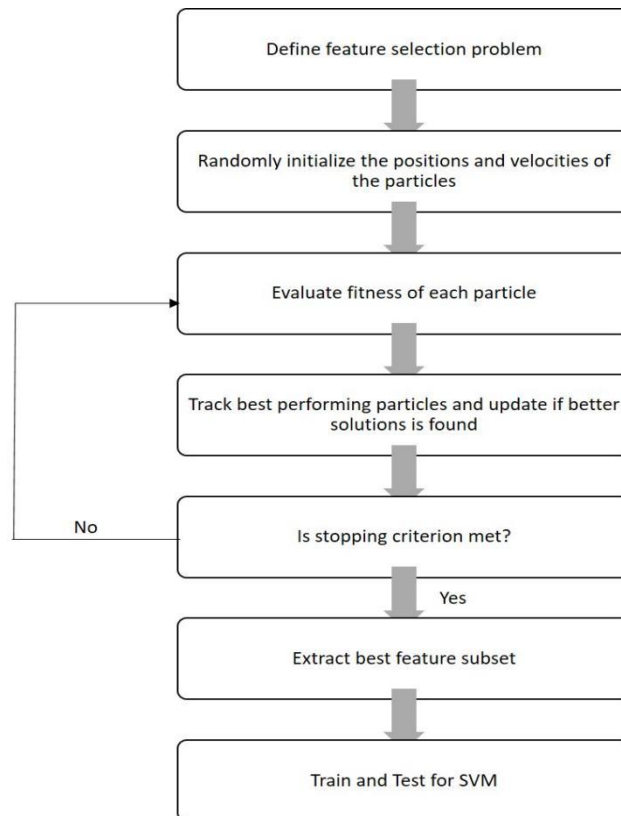 Define feature selection problem
Randomly initialize the positions and velocities of
the particles
Evaluate fitness of each particle
Track best performing particles and update if better
solutions is found
No
Is stopping criterion met?
Yes
Extract best feature subset
Train and Test for SVM